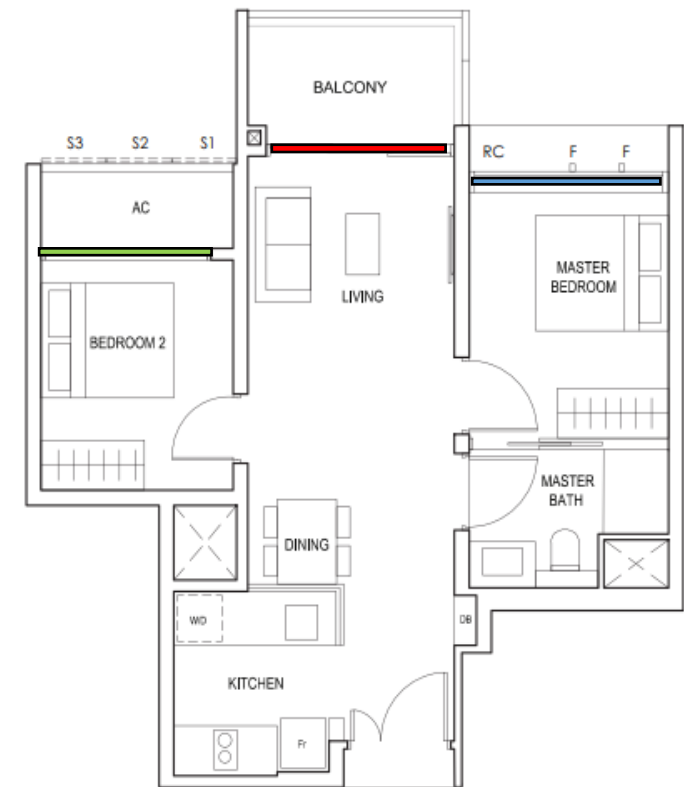 BALCONY
S3
S2
S1
RC
F
F
AC
MASTER
BEDROOM
LIVING
BEDROOM 2
MASTER
BATH
DINING
WD
DB
KITCHEN
Fr